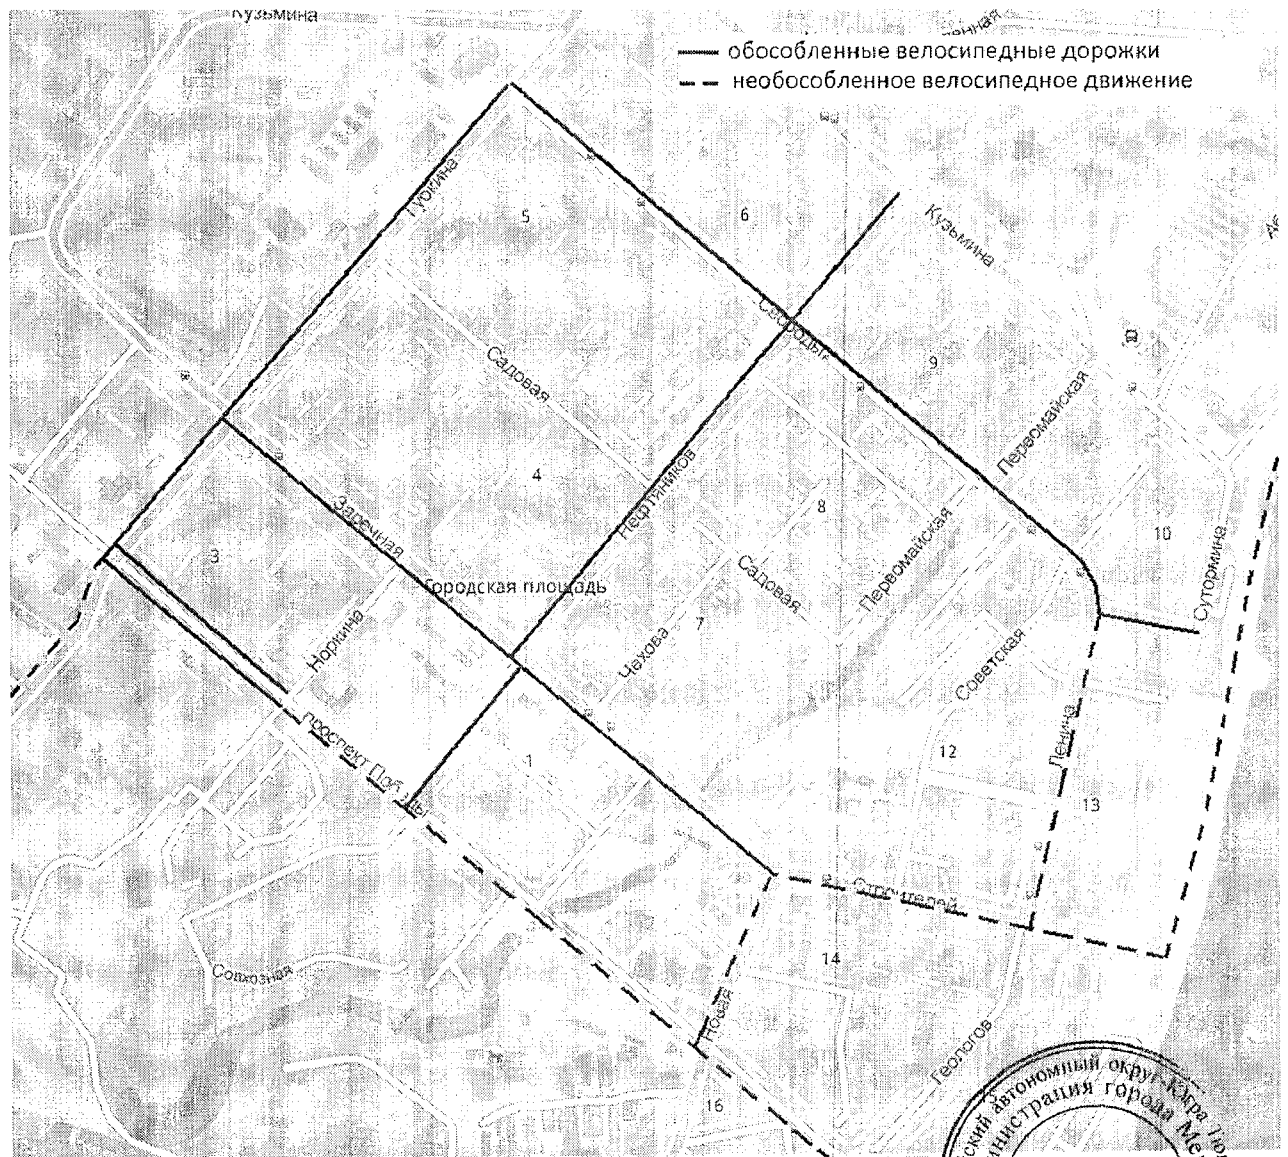 Кузьмина
обособленные велосипедные дорожки
необособленное велосипедное движение
Губкина
5
6
Кузьмина
Свободы
9
Садовая
Первомайская
4
Нефтяников
8
10
Заречная
3
Первомайская
Сутормина
Городская площадь
Садовая
Норкина
7
Чехова
Советская
проспект Победы
Ленина
1
12
13
Строителей
14
Совхозная
Новая
Геологов
16
автономный округ-Югра
города